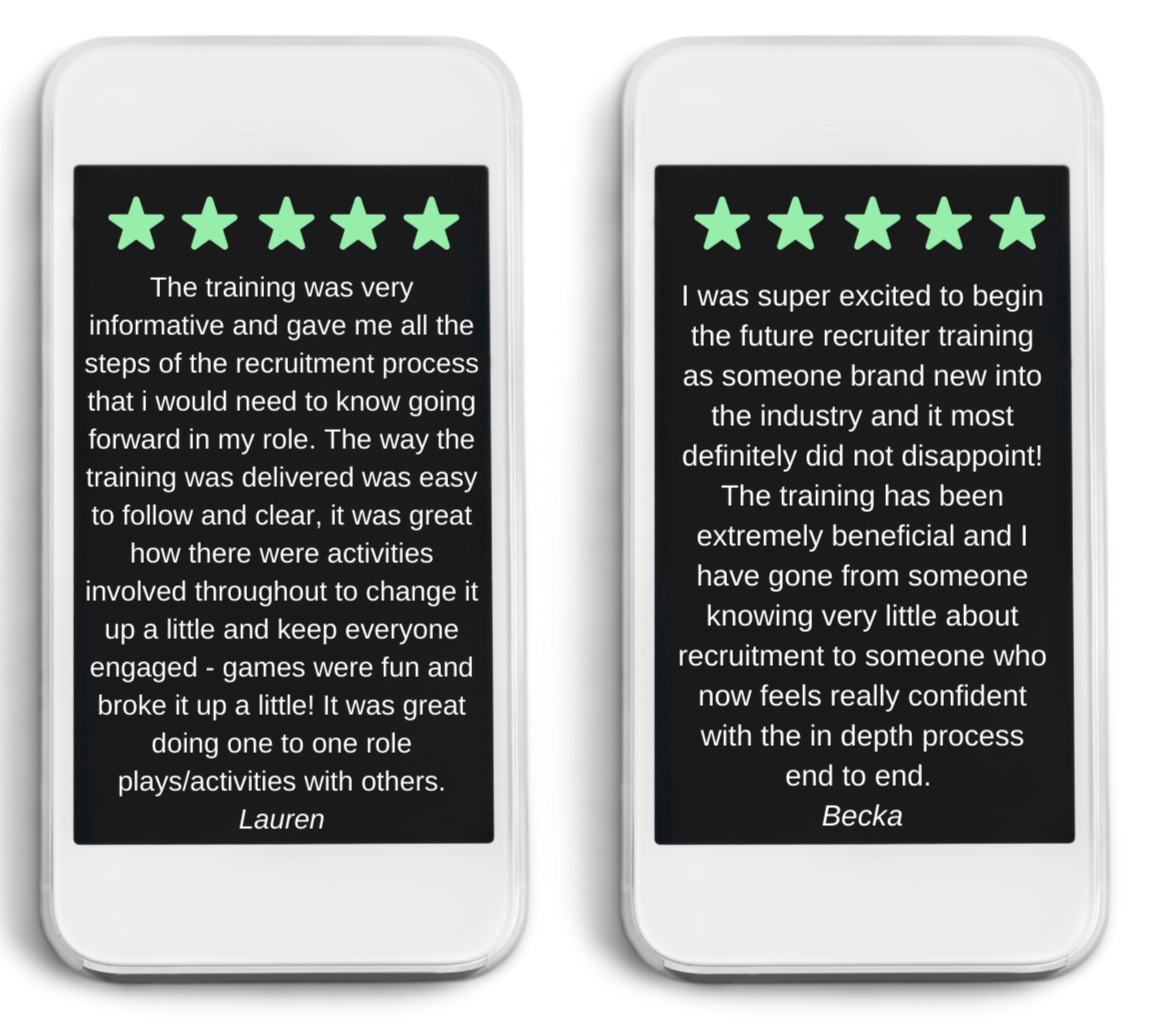 The training was very
informative and gave me all the
steps of the recruitment process
that i would need to know going
forward in my role. The way the
training was delivered was easy
to follow and clear, it was great
how there were activities
involved throughout to change it
up a little and keep everyone
engaged - games were fun and
broke it up a little! It was great
doing one to one role
plays/activities with others.
Lauren
I was super excited to begin
the future recruiter training
as someone brand new into
the industry and it most
definitely did not disappoint!
The training has been
extremely beneficial and I
have gone from someone
knowing very little about
recruitment to someone who
now feels really confident
with the in depth process
end to end.
Becka